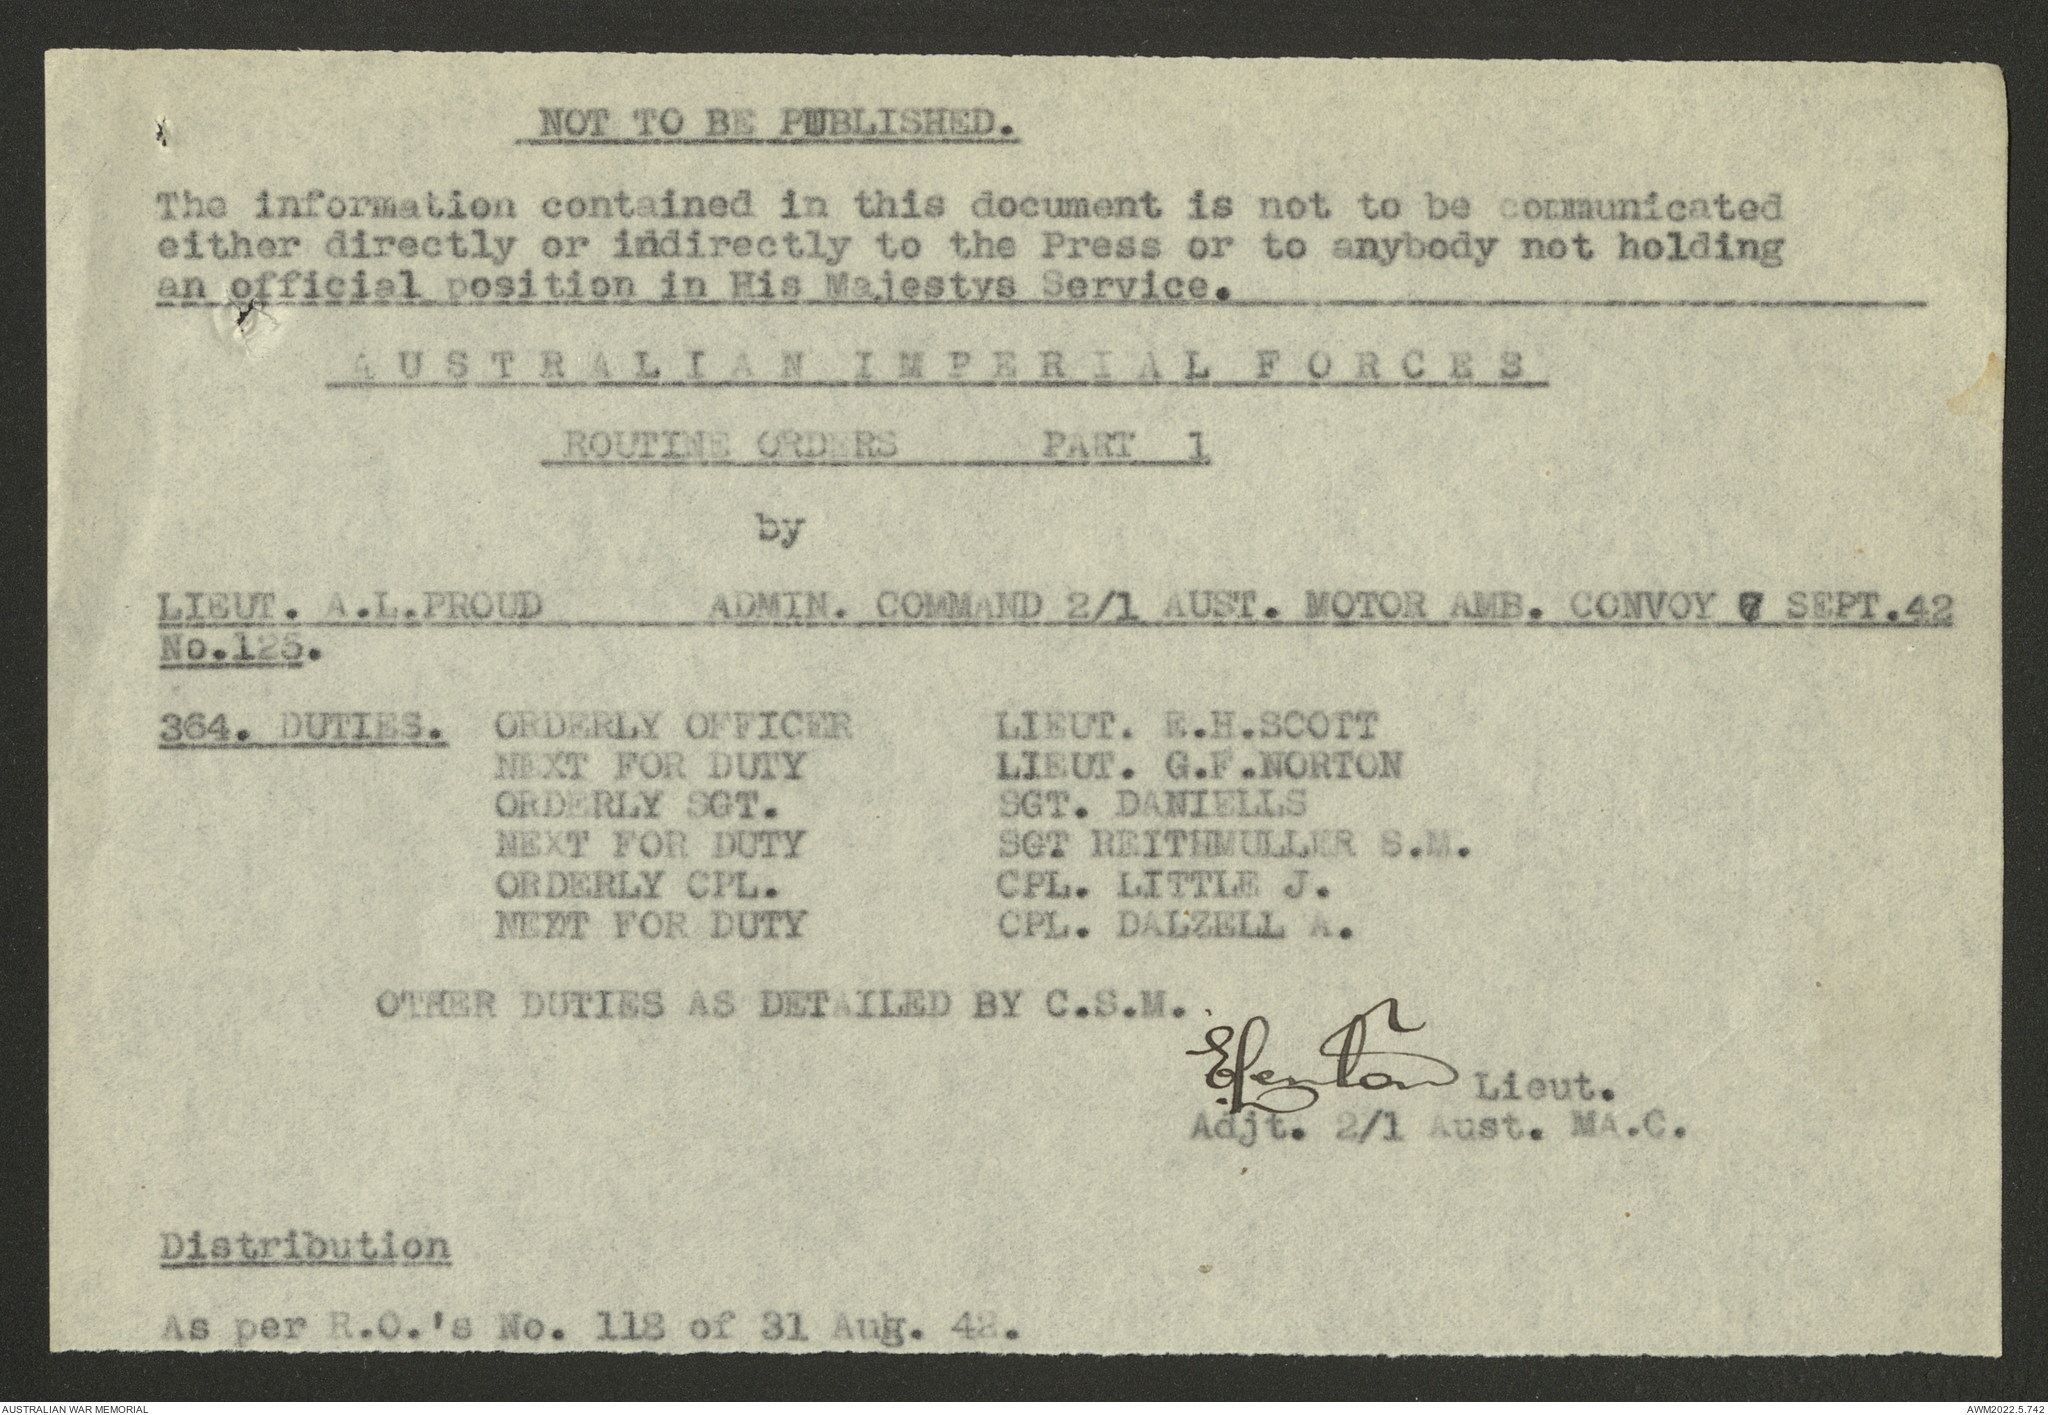 NOT TO BE PUBLISHED.
The information contained in this document is not to be communicated
either directly or indirectly to the Press or to anybody not holding
an official position in His Majestys Service.
AUSTRALIAN IMPERIAL FORCES
ROUTINE ORDERS PART 1
by
LIEUT. A.L.PROUD ADMIN. COMMAND 2/1 AUST. MOTOR AMB. CONVOY 7 SEPT.42
No.125.
364. DUTIES. ORDERLY OFFICER LIEUT. E.H.SCOTT
NEXT FOR DUTY LIEUT. G.F.NORTON
ORDERLY SGT. SGT. DANIELLS
NEXT FOR DUTY SGT REITHMULLER S.M.
ORDERLY CPL. CPL. LITTLE J.
NEXT FOR DUTY CPL. DALZELL A.
OTHER DUTIES AS DETAILED BY C.S.M.
Lieut.
Adjt. 2/1 Aust. MA.C.
Distribution
As per R.O.'s No. 118 of 31 Aug. 42.
AUSTRALIAN WAR MEMORIAL
AWM2022.5.742